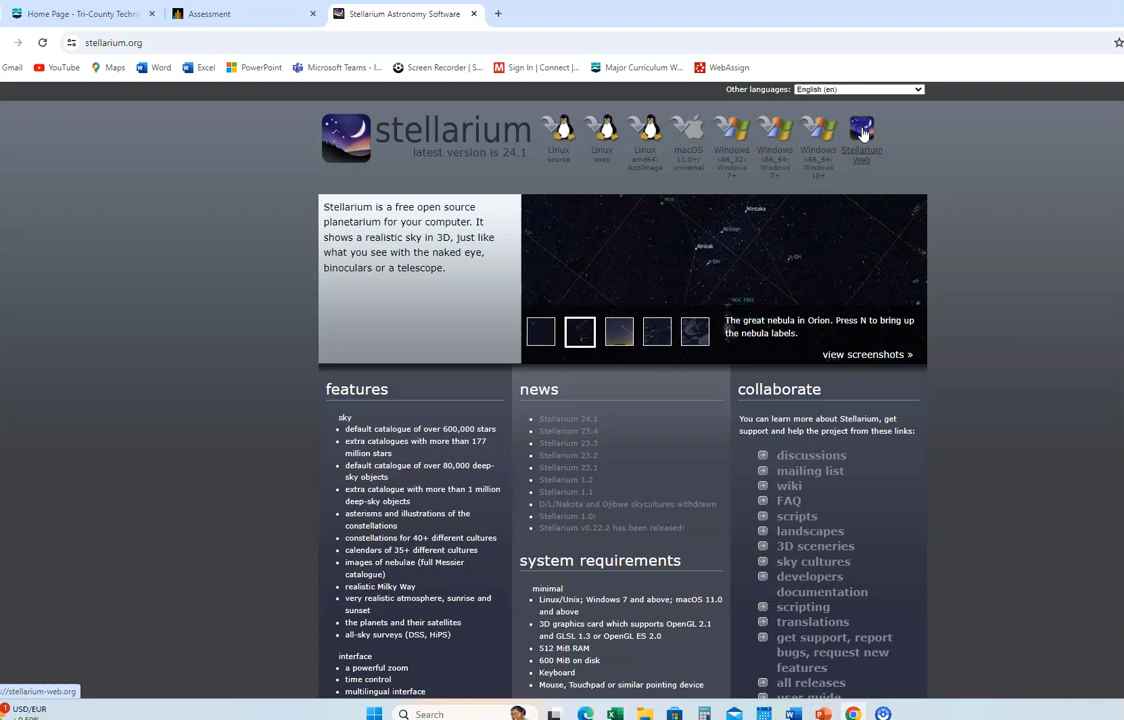 Home Page - Tri-County Techni
Assessment
Stellarium Astronomy Software
stellarium.org
Gmail
YouTube
Maps
Word
Excel
PowerPoint
Microsoft Teams - I...
Screen Recorder | S...
Sign In | Connect |...
Major Curriculum W...
WebAssign
Other languages:
English (en)
stellarium
latest version is 24.1
Linux
source
Linux
snap
Linux
amd64;
AppImage
macOS
11.0+;
universal
Windows
x86_32;
Windows
7+
Windows
x86_64;
Windows
7+
Windows
x86_64;
Windows
10+
Stellarium
Web
Stellarium is a free open source
planetarium for your computer. It
shows a realistic sky in 3D, just like
what you see with the naked eye,
binoculars or a telescope.
Mintaka
Alnitak
NGC 1982
The great nebula in Orion. Press N to bring up
the nebula labels.
view screenshots »
features
sky
default catalogue of over 600,000 stars
extra catalogues with more than 177
million stars
default catalogue of over 80,000 deep-
sky objects
extra catalogue with more than 1 million
deep-sky objects
asterisms and illustrations of the
constellations
constellations for 40+ different cultures
calendars of 35+ different cultures
images of nebulae (full Messier
catalogue)
realistic Milky Way
very realistic atmosphere, sunrise and
sunset
the planets and their satellites
all-sky surveys (DSS, HiPS)
interface
a powerful zoom
time control
multilingual interface
news
Stellarium 24.1
Stellarium 23.4
Stellarium 23.3
Stellarium 23.2
Stellarium 23.1
Stellarium 1.2
Stellarium 1.1
D/L/Nakota and Ojibwe skycultures withdrawn
Stellarium 1.0!
Stellarium v0.22.2 has been released!
system requirements
minimal
Linux/Unix; Windows 7 and above; macOS 11.0
and above
3D graphics card which supports OpenGL 2.1
and GLSL 1.3 or OpenGL ES 2.0
512 MiB RAM
600 MiB on disk
Keyboard
Mouse, Touchpad or similar pointing device
collaborate
You can learn more about Stellarium, get
support and help the project from these links:
discussions
mailing list
wiki
FAQ
scripts
landscapes
3D sceneries
sky cultures
developers
documentation
scripting
translations
get support, report
bugs, request new
features
all releases
user guide
://stellarium-web.org
USD/EUR
+0.50%
Search